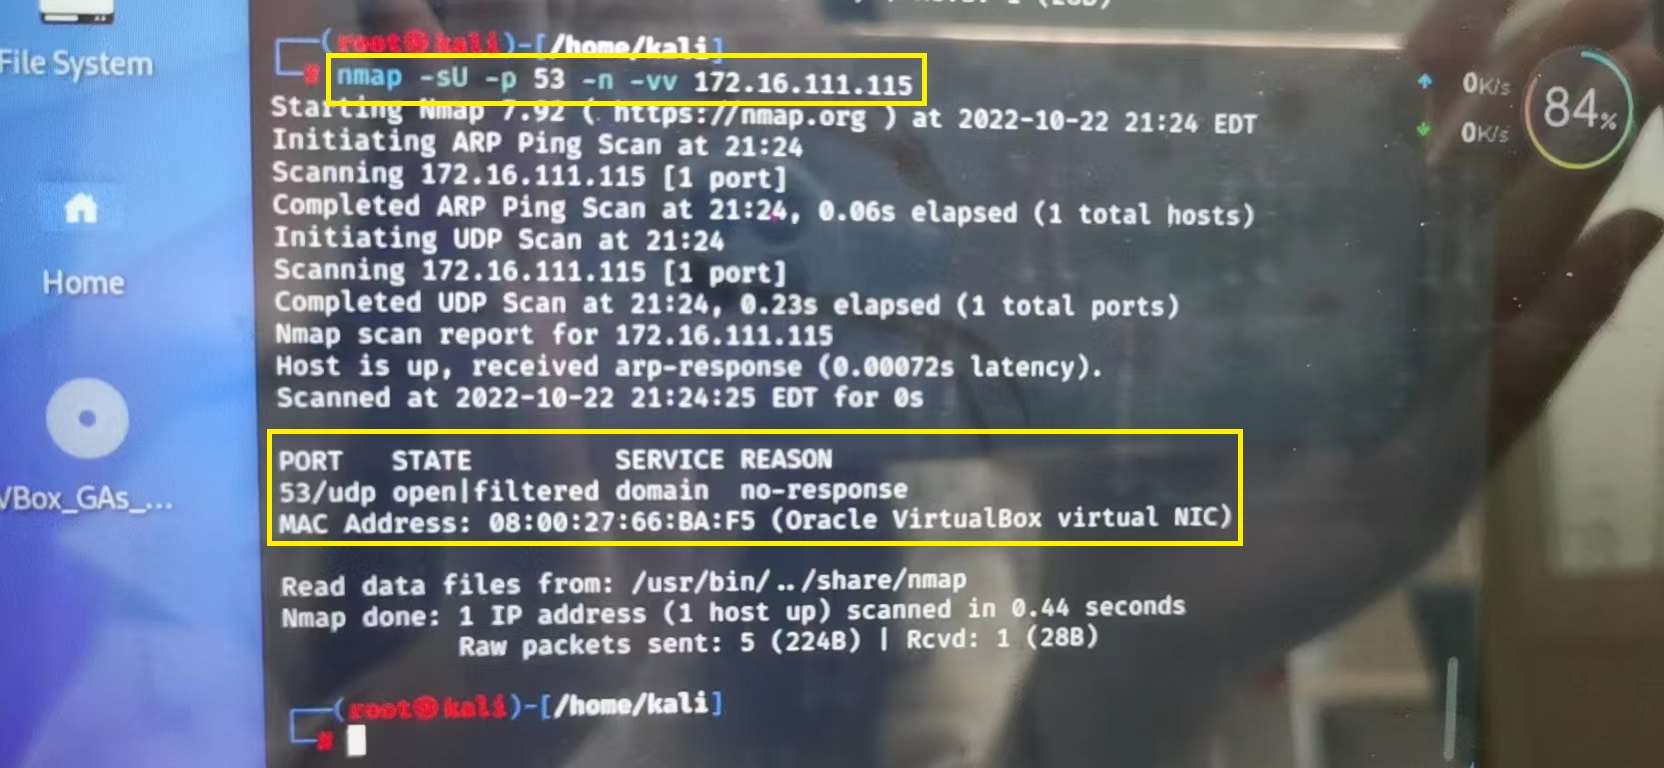 File System
(root㉿kali)-[/home/kali]
# nmap -sU -p 53 -n -vv 172.16.111.115
Starting Nmap 7.92 ( https://nmap.org ) at 2022-10-22 21:24 EDT
Initiating ARP Ping Scan at 21:24
Scanning 172.16.111.115 [1 port]
Completed ARP Ping Scan at 21:24, 0.06s elapsed (1 total hosts)
Initiating UDP Scan at 21:24
Scanning 172.16.111.115 [1 port]
Completed UDP Scan at 21:24, 0.23s elapsed (1 total ports)
Nmap scan report for 172.16.111.115
Host is up, received arp-response (0.00072s latency).
Scanned at 2022-10-22 21:24:25 EDT for 0s
PORT STATE SERVICE REASON
53/udp open|filtered domain no-response
MAC Address: 08:00:27:66:BA:F5 (Oracle VirtualBox virtual NIC)
Read data files from: /usr/bin/../share/nmap
Nmap done: 1 IP address (1 host up) scanned in 0.44 seconds
Raw packets sent: 5 (224B) | Rcvd: 1 (28B)
(root㉿kali)-[/home/kali]
#
Home
VBox_GAs_...
0K/s
0K/s
84%